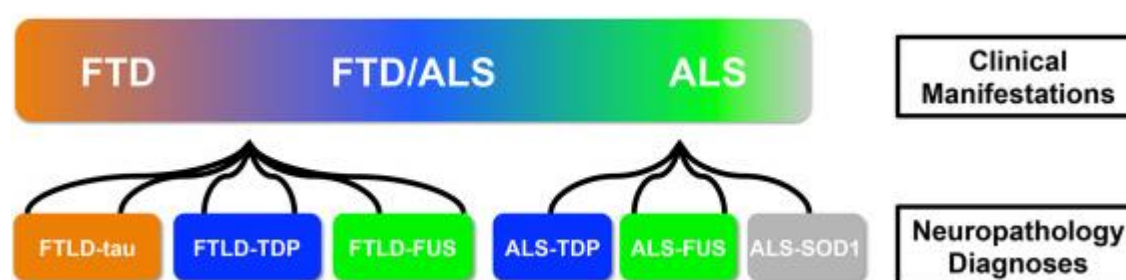 FTD FTD/ALS ALS
Clinical
Manifestations
FTLD-tau FTLD-TDP FTLD-FUS ALS-TDP ALS-FUS ALS-SOD1
Neuropathology
Diagnoses